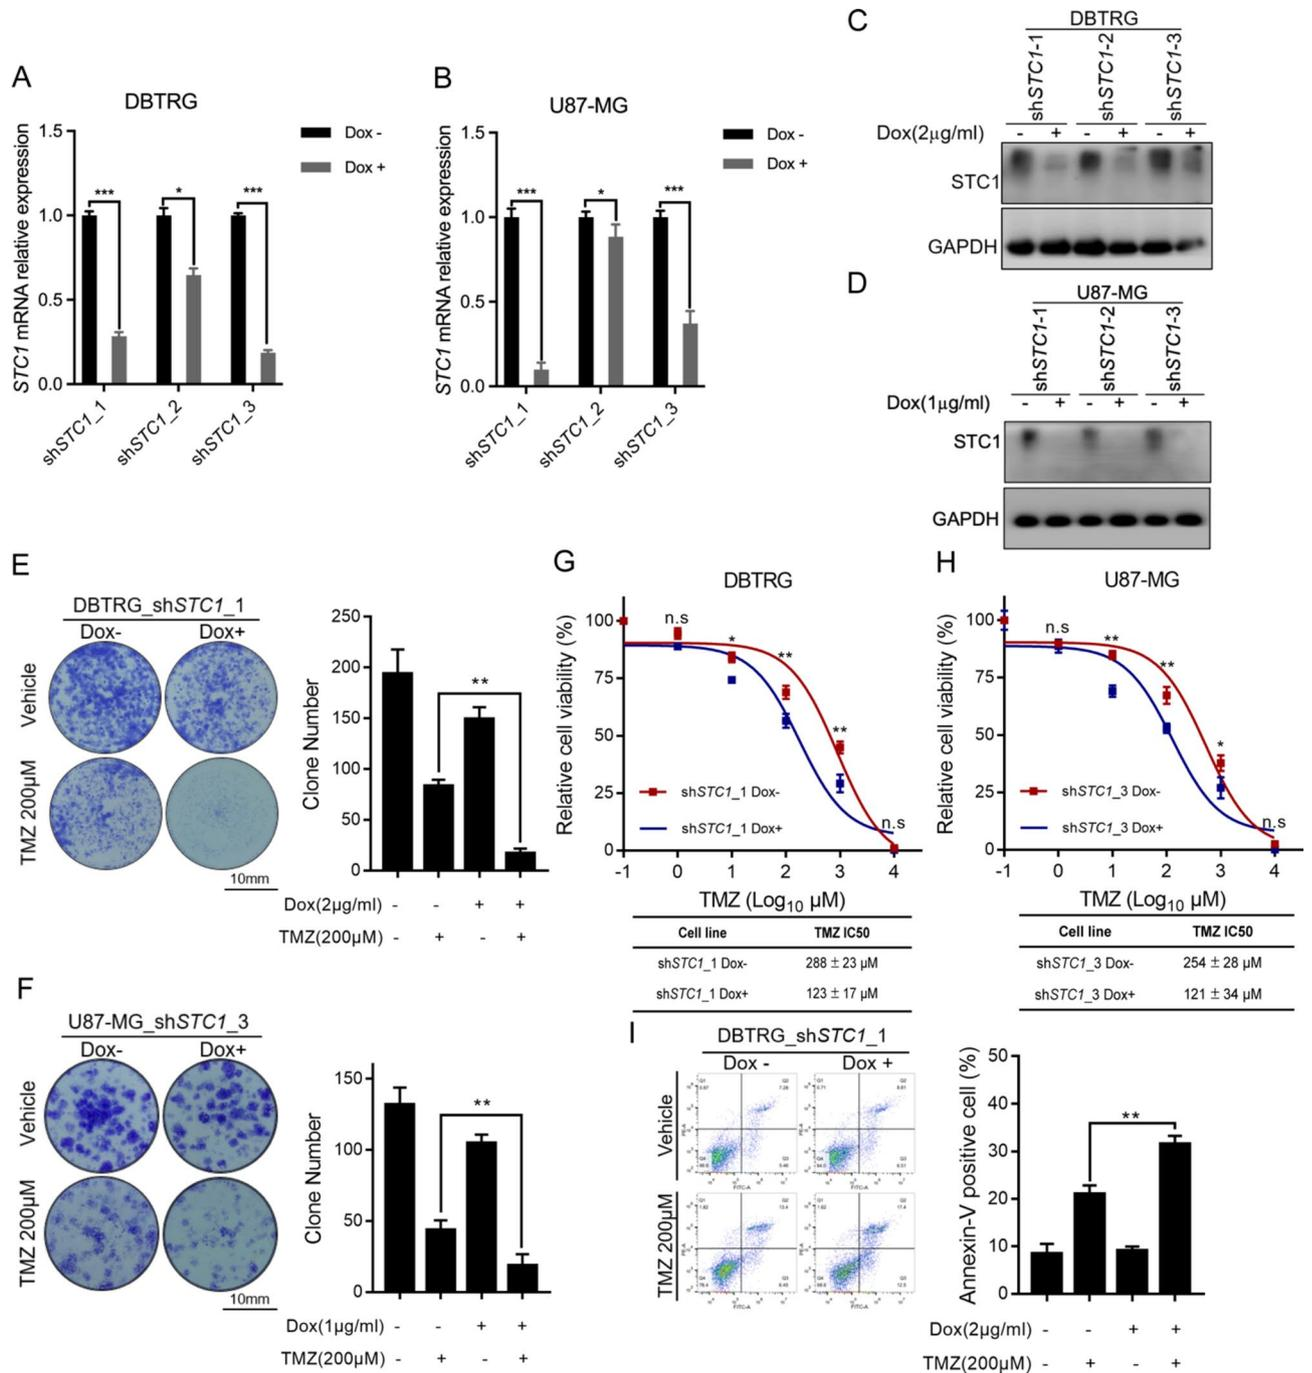 A
DBTRG
STC1 mRNA relative expression
1.5
1.0
0.5
0.0
***
*
***
Dox -
Dox +
shSTC1_1
shSTC1_2
shSTC1_3
B
U87-MG
STC1 mRNA relative expression
1.5
1.0
0.5
0.0
***
*
***
Dox -
Dox +
shSTC1_1
shSTC1_2
shSTC1_3
C
DBTRG
shSTC1-1
shSTC1-2
shSTC1-3
Dox(2µg/ml) - + - + - +
STC1
GAPDH
D
U87-MG
shSTC1-1
shSTC1-2
shSTC1-3
Dox(1µg/ml) - + - + - +
STC1
GAPDH
E
DBTRG_shSTC1_1
Dox- Dox+
Vehicle
TMZ 200µM
10mm
Clone Number
250
200
150
100
50
0
**
Dox(2µg/ml) - - + +
TMZ(200µM) - + - +
F
U87-MG_shSTC1_3
Dox- Dox+
Vehicle
TMZ 200µM
10mm
Clone Number
150
100
50
0
**
Dox(1µg/ml) - - + +
TMZ(200µM) - + - +
G
DBTRG
Relative cell viability (%)
100
75
50
25
0
n.s
*
**
**
n.s
shSTC1_1 Dox-
shSTC1_1 Dox+
-1 0 1 2 3 4
TMZ (Log10 µM)
Cell line TMZ IC50
shSTC1_1 Dox- 288 ± 23 µM
shSTC1_1 Dox+ 123 ± 17 µM
H
U87-MG
Relative cell viability (%)
100
75
50
25
0
n.s
**
**
*
n.s
shSTC1_3 Dox-
shSTC1_3 Dox+
-1 0 1 2 3 4
TMZ (Log10 µM)
Cell line TMZ IC50
shSTC1_3 Dox- 254 ± 28 µM
shSTC1_3 Dox+ 121 ± 34 µM
I
DBTRG_shSTC1_1
Dox - Dox +
Vehicle
TMZ 200µM
PE-A
FITC-A
FITC-A
FITC-A
FITC-A
Annexin-V positive cell (%)
50
40
30
20
10
0
**
Dox(2µg/ml) - - + +
TMZ(200µM) - + - +